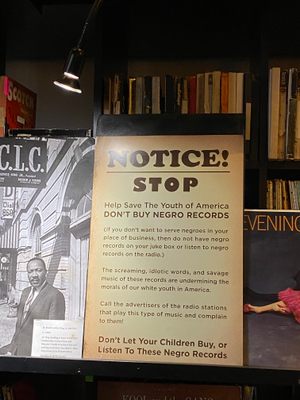 SCOTCH
C.L.C.
NOTICE!
STOP
Help Save The Youth of America
DON'T BUY NEGRO RECORDS
(If you don't want to serve negroes in your
place of business, then do not have negro
records on your juke box or listen to negro
records on the radio.)
The screaming, idiotic words, and savage
music of these records are undermining the
morals of our white youth in America.
Call the advertisers of the radio stations
that play this type of music and complain
to them!
Don't Let Your Children Buy, or
Listen To These Negro Records
EVENING